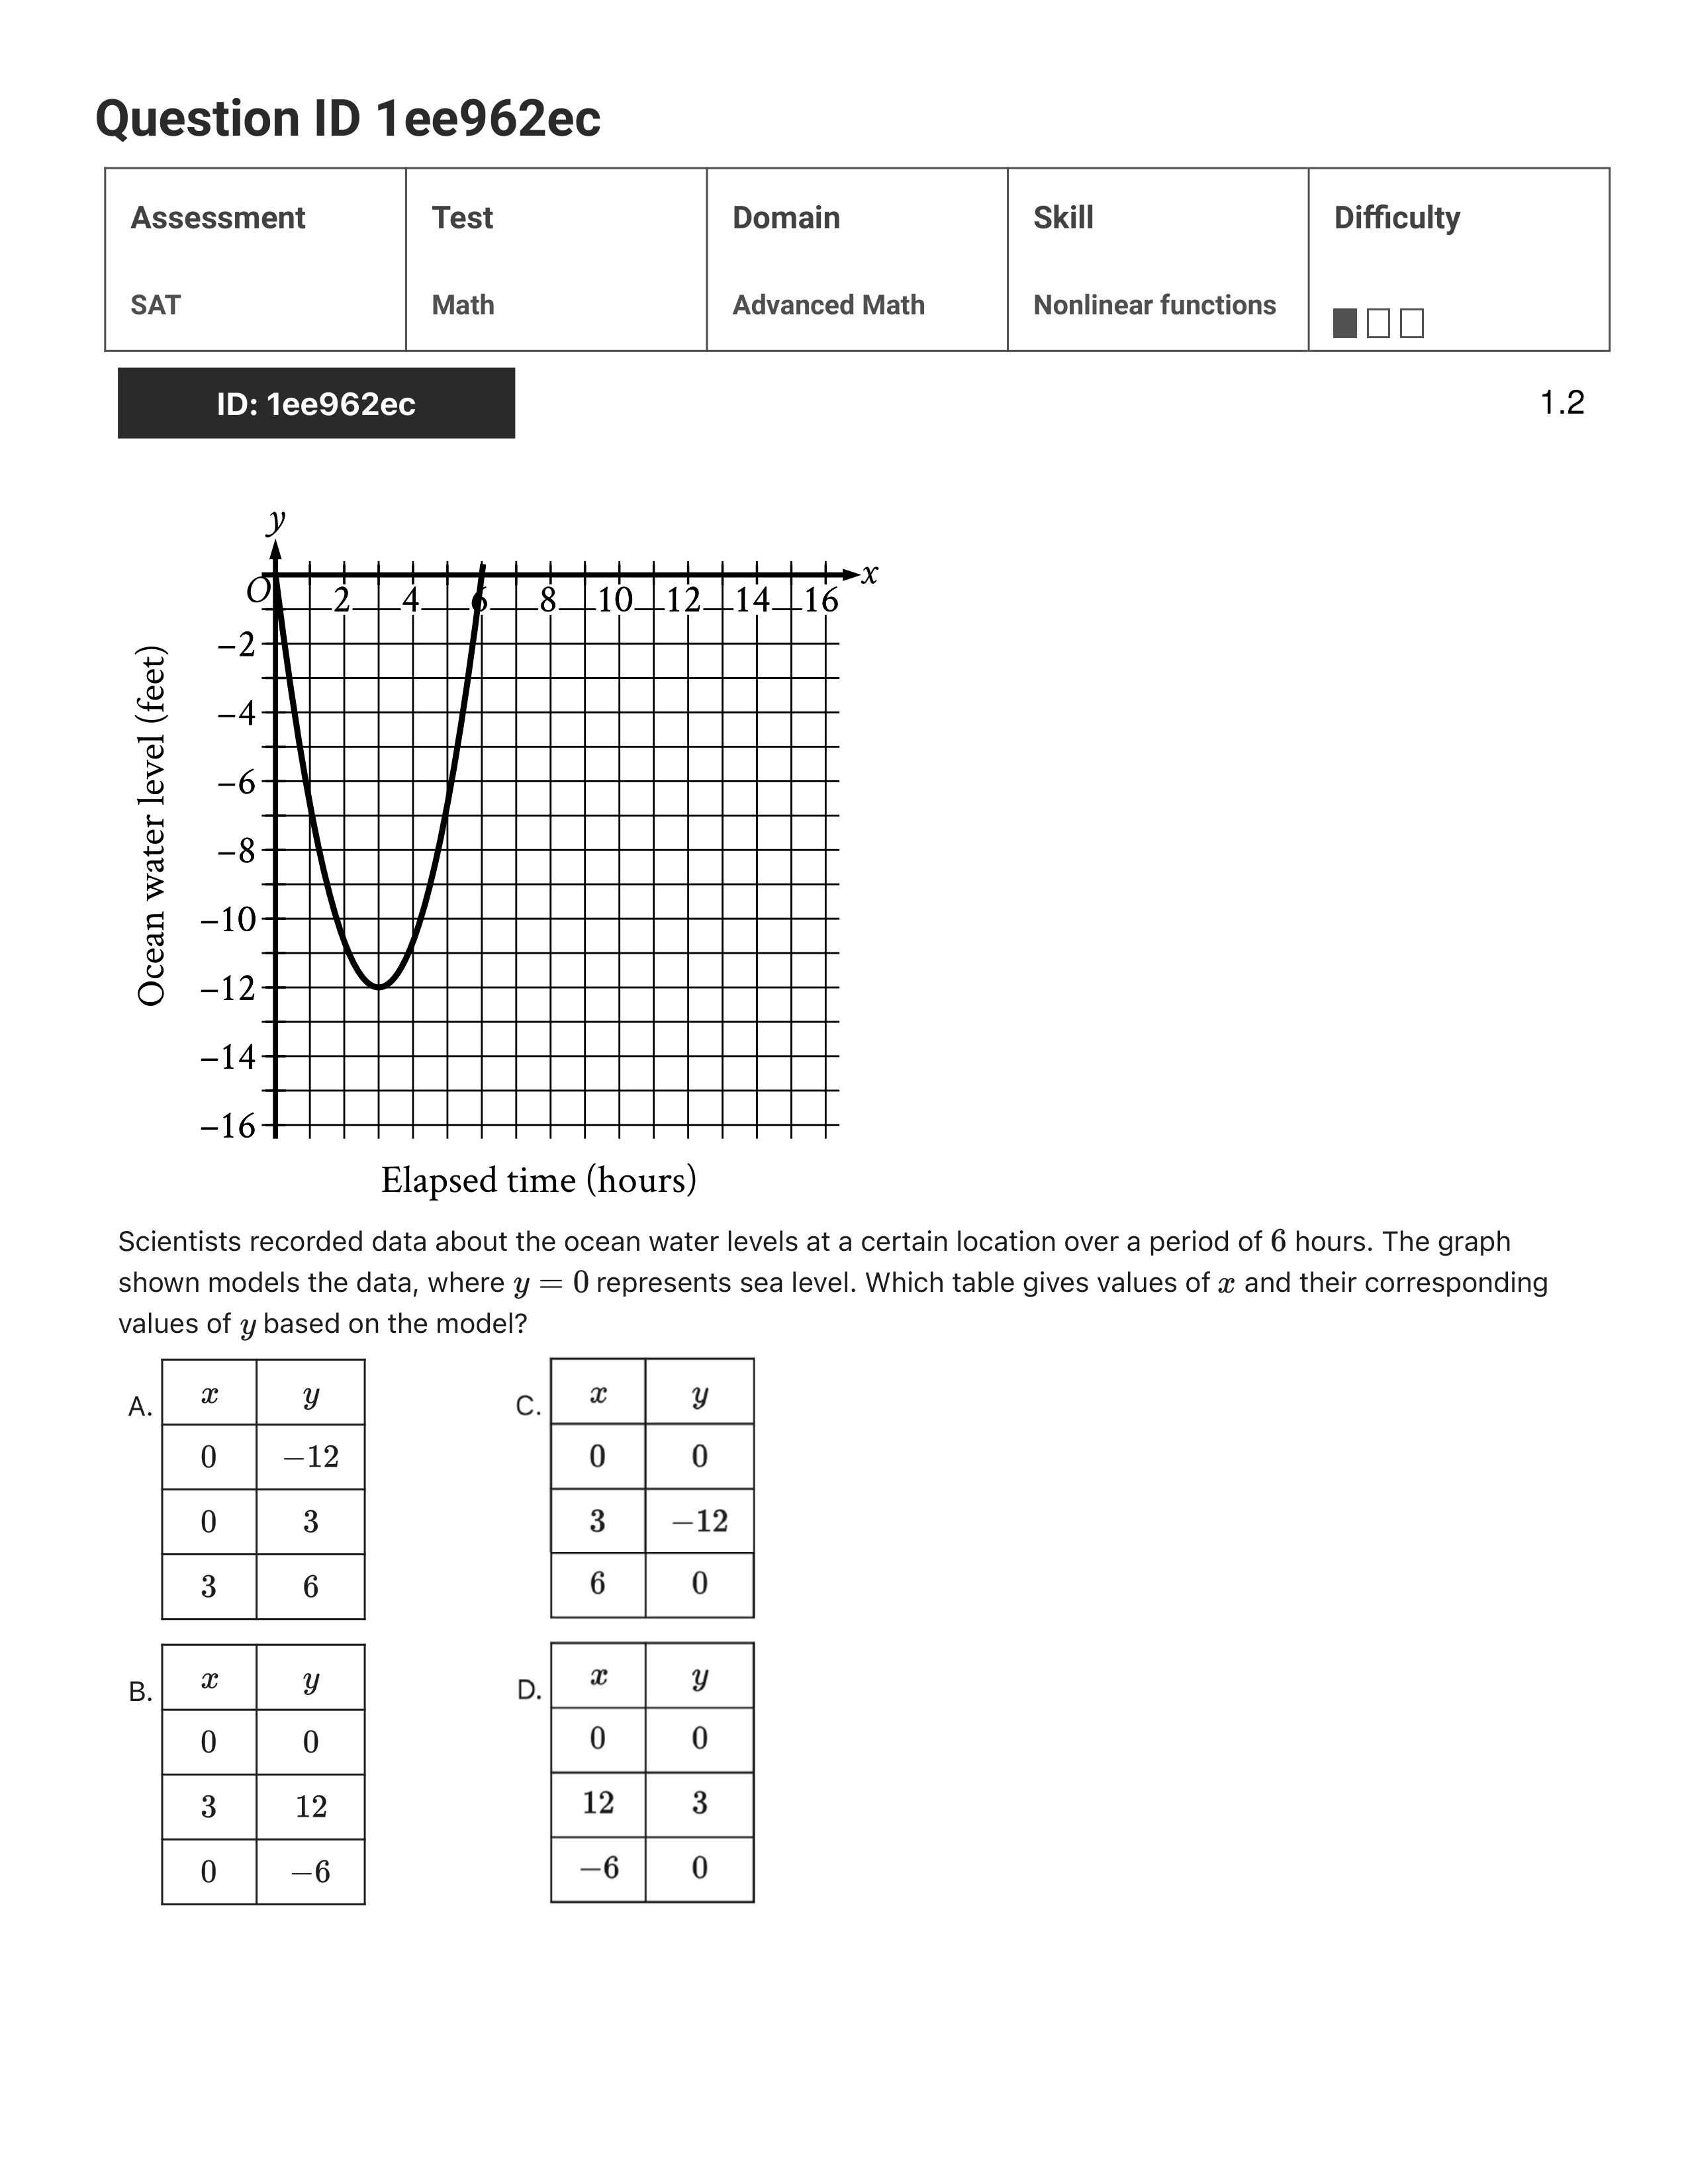 Question ID 1ee962ec
Assessment Test Domain Skill Difficulty
SAT Math Advanced Math Nonlinear functions
ID: 1ee962ec 1.2
y
x
O 2 4 6 8 10 12 14 16
−2
−4
−6
−8
−10
−12
−14
−16
Ocean water level (feet)
Elapsed time (hours)
Scientists recorded data about the ocean water levels at a certain location over a period of 6 hours. The graph
shown models the data, where y = 0 represents sea level. Which table gives values of x and their corresponding
values of y based on the model?
A.
x y
0 −12
0 3
3 6
B.
x y
0 0
3 12
0 −6
C.
x y
0 0
3 −12
6 0
D.
x y
0 0
12 3
−6 0